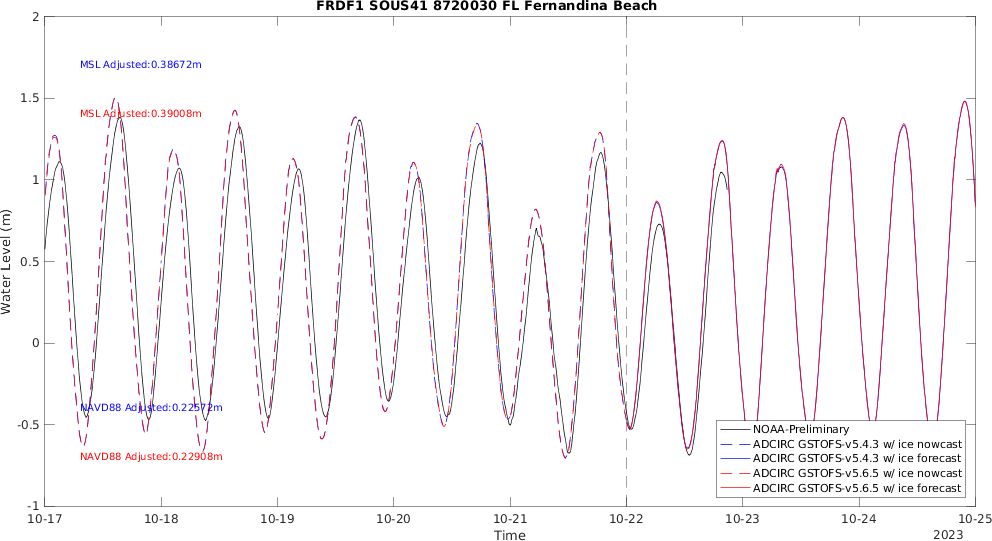 FRDF1 SOUS41 8720030 FL Fernandina Beach
2
1.5
1
0.5
0
-0.5
-1
Water Level (m)
MSL Adjusted:0.38672m
MSL Adjusted:0.39008m
NAVD88 Adjusted:0.22572m
NAVD88 Adjusted:0.22908m
NOAA-Preliminary
ADCIRC GSTOFS-v5.4.3 w/ ice nowcast
ADCIRC GSTOFS-v5.4.3 w/ ice forecast
ADCIRC GSTOFS-v5.6.5 w/ ice nowcast
ADCIRC GSTOFS-v5.6.5 w/ ice forecast
10-17 10-18 10-19 10-20 10-21 10-22 10-23 10-24 10-25
Time
2023